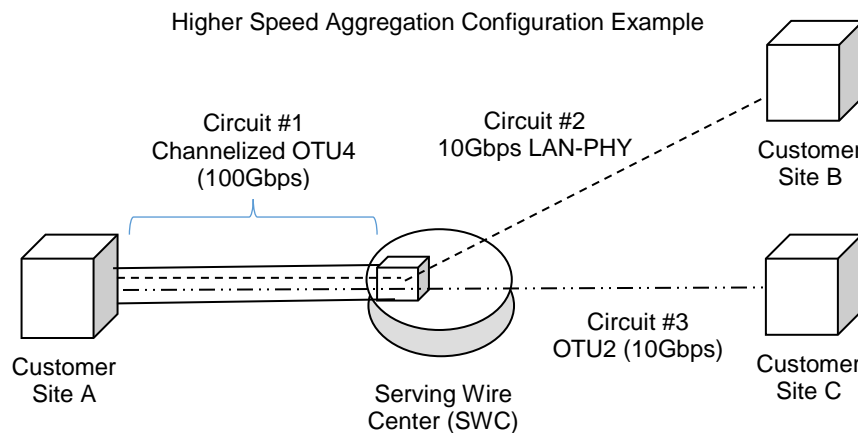 Higher Speed Aggregation Configuration Example
Circuit #1
Channelized OTU4
(100Gbps)
Circuit #2
10Gbps LAN-PHY
Customer
Site B
Circuit #3
OTU2 (10Gbps)
Customer
Site A
Serving Wire
Center (SWC)
Customer
Site C